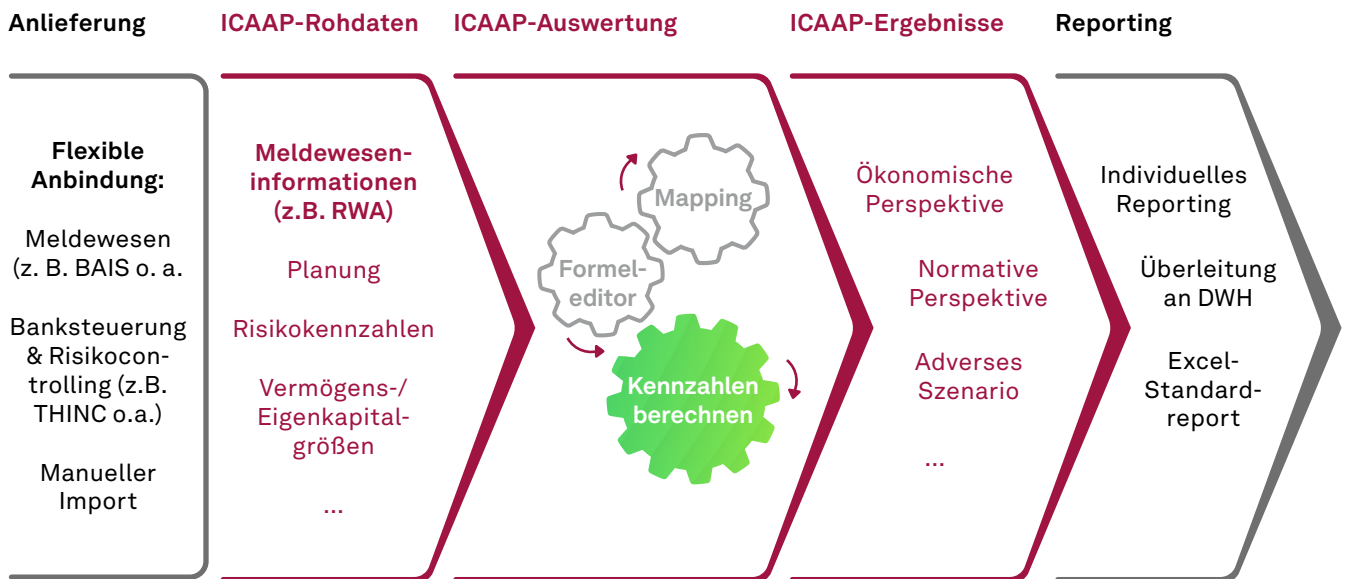 Anlieferung
Flexible
Anbindung:
Meldewesen
(z. B. BAIS o. a.
Banksteuerung
& Risikocon-
trolling (z.B.
THINC o.a.)
Manueller
Import
ICAAP-Rohdaten
Meldewesen-
informationen
(z.B. RWA)
Planung
Risikokennzahlen
Vermögens-/
Eigenkapital-
größen
...
ICAAP-Auswertung
Mapping
Formel-
editor
Kennzahlen
berechnen
ICAAP-Ergebnisse
Ökonomische
Perspektive
Normative
Perspektive
Adverses
Szenario
...
Reporting
Individuelles
Reporting
Überleitung
an DWH
Excel-
Standard-
report